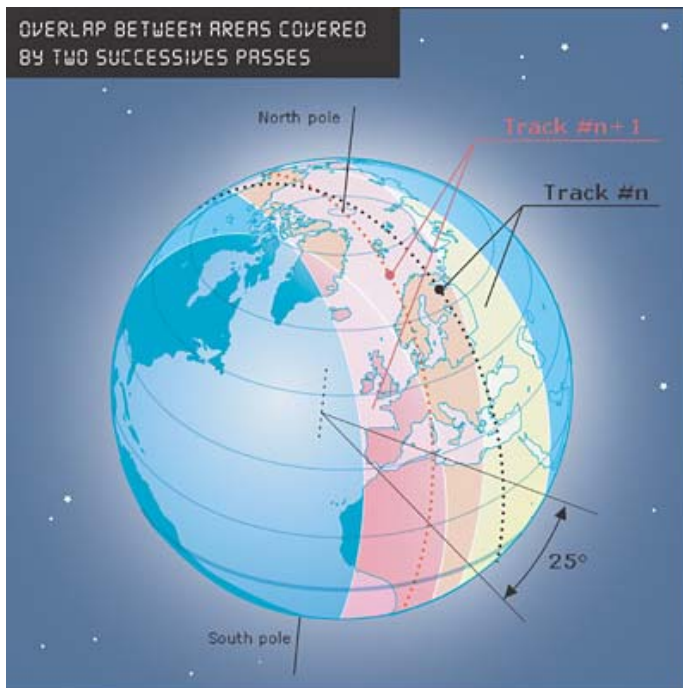 OVERLAP BETWEEN AREAS COVERED
BY TWO SUCCESSIVES PASSES
North pole
Track #n+1
Track #n
25°
South pole